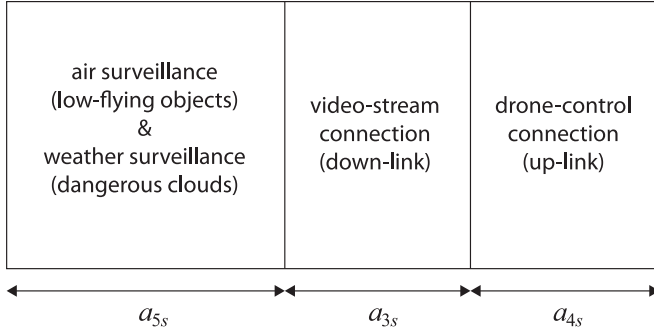 air surveillance
(low-flying objects)
&
weather surveillance
(dangerous clouds)
video-stream
connection
(down-link)
drone-control
connection
(up-link)
a5s
a3s
a4s